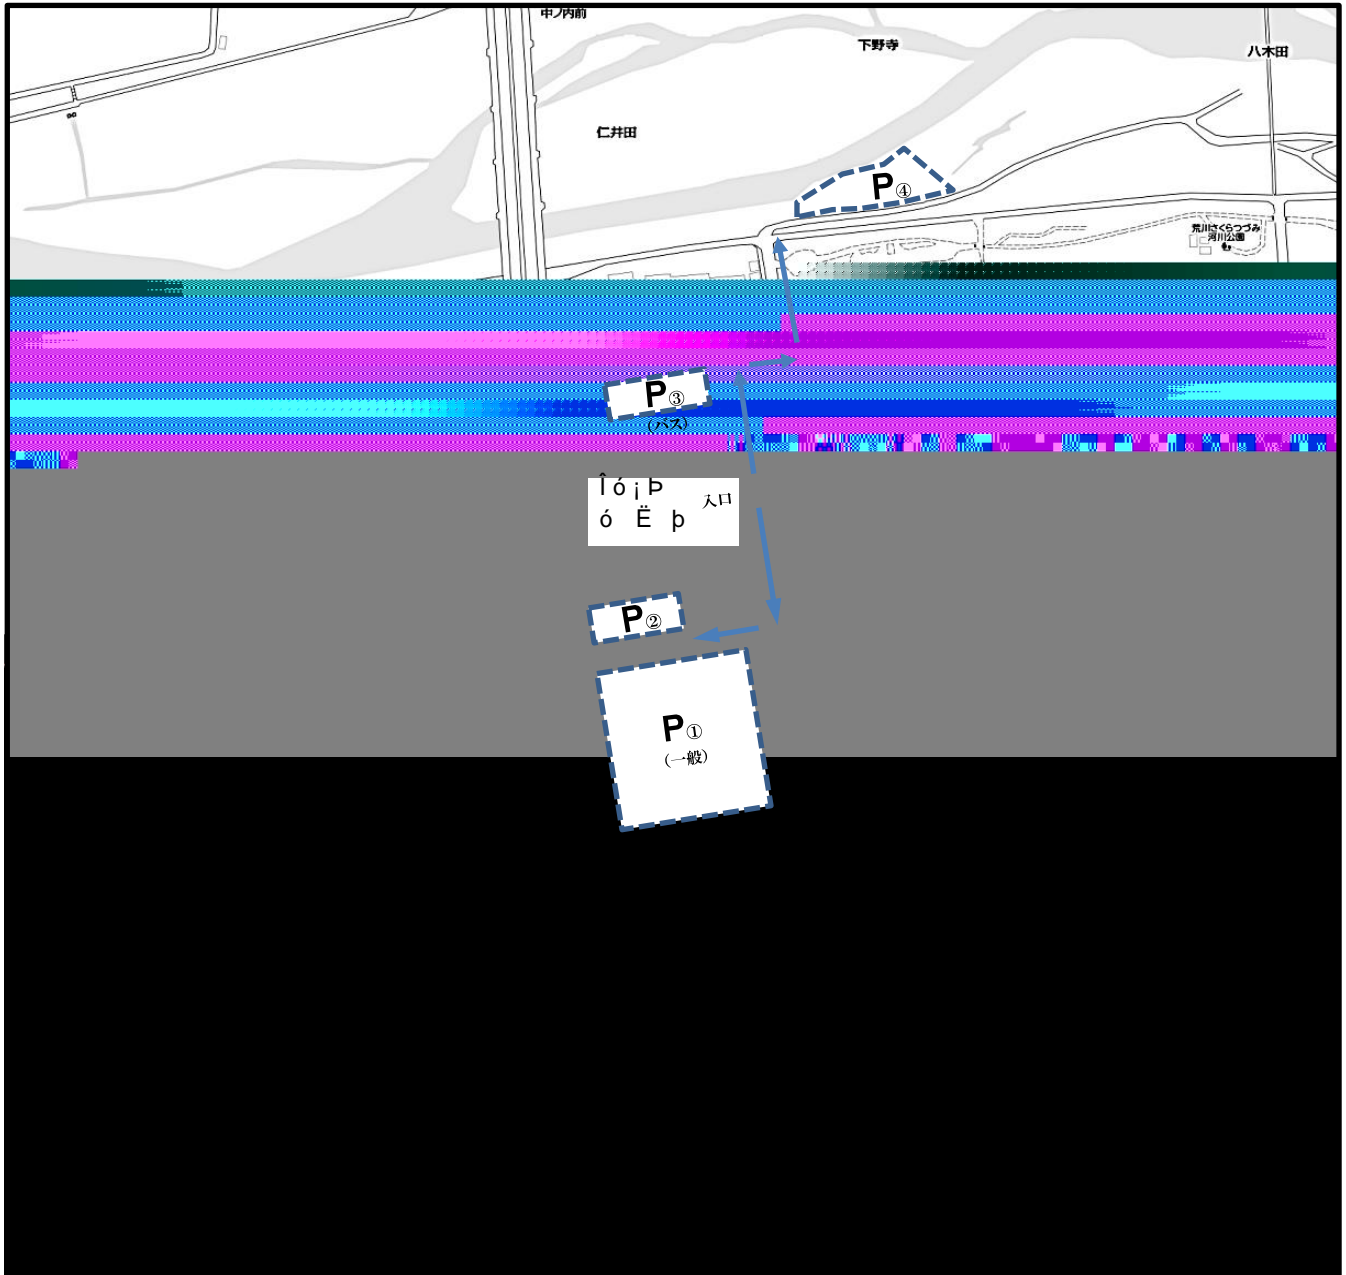 中ノ内前
下野寺
八木田
仁井田
P④
荒川さくらつづみ
河川公園
P③
(バス)
Îó¡Þ
ó Ë þ
入口
P②
P①
(一般)